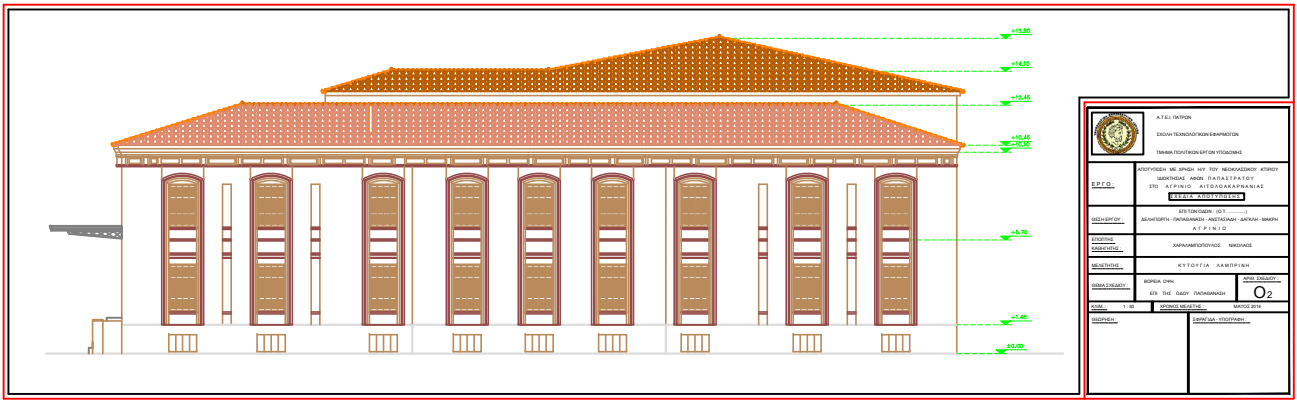 +15,80
+14.15
+12,45
+10,45
+10,10
+5,70
+1.45
±0.00
Α.Τ.Ε.Ι. ΠΑΤΡΩΝ
ΣΧΟΛΗ ΤΕΧΝΟΛΟΓΙΚΩΝ ΕΦΑΡΜΟΓΩΝ
ΤΜΗΜΑ ΠΟΛΙΤΙΚΩΝ ΕΡΓΩΝ ΥΠΟΔΟΜΗΣ
ΕΡΓΟ :
ΑΠΟΤΥΠΩΣΗ ΜΕ ΧΡΗΣΗ Η/Υ ΤΟΥ ΝΕΟΚΛΑΣΣΙΚΟΥ ΚΤΙΡΙΟΥ
ΙΔΙΟΚΤΗΣΙΑΣ ΑΦΩΝ ΠΑΠΑΣΤΡΑΤΟΥ
ΣΤΟ ΑΓΡΙΝΙΟ ΑΙΤΩΛΟΑΚΑΡΝΑΝΙΑΣ
ΣΧΕΔΙΑ ΑΠΟΤΥΠΩΣΗΣ
ΘΕΣΗ ΕΡΓΟΥ :
ΕΠΙ ΤΩΝ ΟΔΩΝ : (Ο.Τ. ..............)
ΔΕΛΗΓΙΩΡΓΗ - ΠΑΠΑΘΑΝΑΣΗ - ΑΝΣΤΑΣΙΑΔΗ - ΔΑΓΚΛΗ - ΜΑΚΡΗ
ΑΓΡΙΝΙΟ
ΕΠΟΠΤΗΣ
ΚΑΘΗΓΗΤΗΣ :
ΧΑΡΑΛΑΜΠΟΠΟΥΛΟΣ ΝΙΚΟΛΑΟΣ
ΜΕΛΕΤΗΤΗΣ :
ΚΥΤΟΥΓΙΑ ΛΑΜΠΡΙΝΗ
ΘΕΜΑ ΣΧΕΔΙΟΥ :
ΒΟΡΕΙΑ ΟΨΗ
ΕΠΙ ΤΗΣ ΟΔΟΥ ΠΑΠΑΘΑΝΑΣΗ
ΑΡΙΘ. ΣΧΕΔΙΟΥ :
Ο2
ΚΛΙΜ... : 1 : 50 ΧΡΟΝΟΣ ΜΕΛΕΤΗΣ : ΜΑΙΟΣ 2014
ΘΕΩΡΗΣΗ : ΣΦΡΑΓΙΔΑ - ΥΠΟΓΡΑΦΗ :